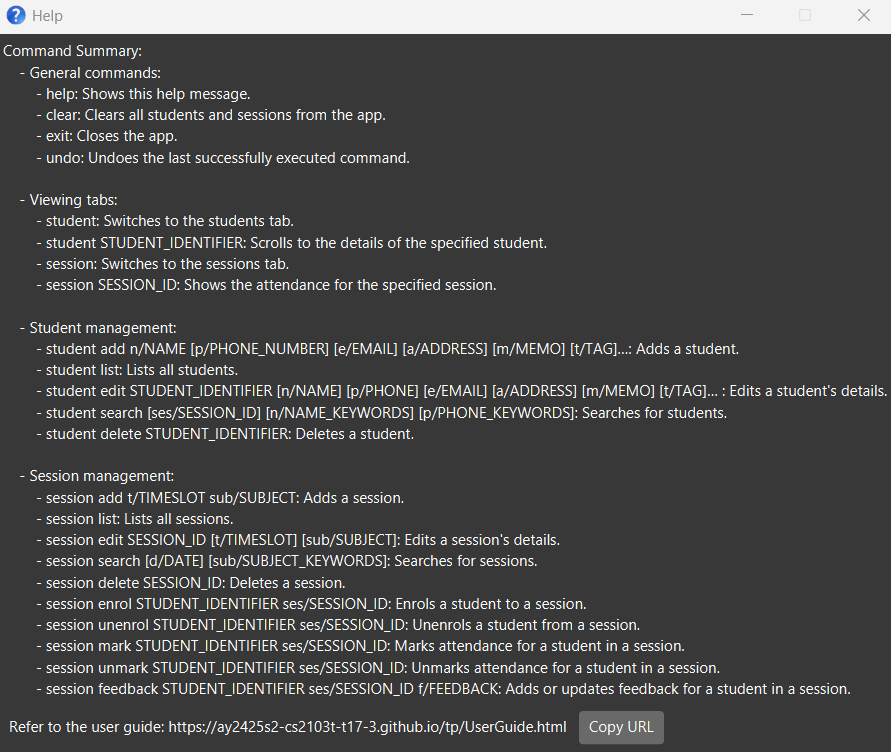 Help
Command Summary:
- General commands:
- help: Shows this help message.
- clear: Clears all students and sessions from the app.
- exit: Closes the app.
- undo: Undoes the last successfully executed command.
- Viewing tabs:
- student: Switches to the students tab.
- student STUDENT_IDENTIFIER: Scrolls to the details of the specified student.
- session: Switches to the sessions tab.
- session SESSION_ID: Shows the attendance for the specified session.
- Student management:
- student add n/NAME [p/PHONE_NUMBER] [e/EMAIL] [a/ADDRESS] [m/MEMO] [t/TAG]...: Adds a student.
- student list: Lists all students.
- student edit STUDENT_IDENTIFIER [n/NAME] [p/PHONE] [e/EMAIL] [a/ADDRESS] [m/MEMO] [t/TAG]... : Edits a student's details.
- student search [ses/SESSION_ID] [n/NAME_KEYWORDS] [p/PHONE_KEYWORDS]: Searches for students.
- student delete STUDENT_IDENTIFIER: Deletes a student.
- Session management:
- session add t/TIMESLOT sub/SUBJECT: Adds a session.
- session list: Lists all sessions.
- session edit SESSION_ID [t/TIMESLOT] [sub/SUBJECT]: Edits a session's details.
- session search [d/DATE] [sub/SUBJECT_KEYWORDS]: Searches for sessions.
- session delete SESSION_ID: Deletes a session.
- session enrol STUDENT_IDENTIFIER ses/SESSION_ID: Enrols a student to a session.
- session unenrol STUDENT_IDENTIFIER ses/SESSION_ID: Unenrols a student from a session.
- session mark STUDENT_IDENTIFIER ses/SESSION_ID: Marks attendance for a student in a session.
- session unmark STUDENT_IDENTIFIER ses/SESSION_ID: Unmarks attendance for a student in a session.
- session feedback STUDENT_IDENTIFIER ses/SESSION_ID f/FEEDBACK: Adds or updates feedback for a student in a session.
Refer to the user guide: https://ay2425s2-cs2103t-t17-3.github.io/tp/UserGuide.html Copy URL